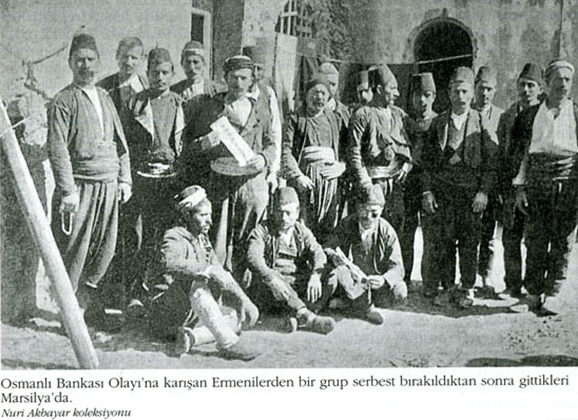 Osmanlı Bankası Olayı'na karışan Ermenilerden bir grup serbest bırakıldıktan sonra gittikleri
Marsilya'da.
Nuri Akbayar koleksiyonu